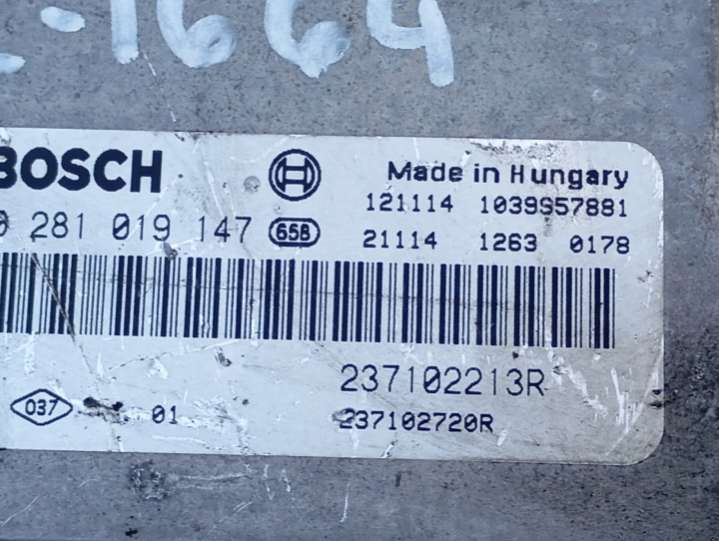 -1664
BOSCH
Made in Hungary
121114 1039S57881
0 281 019 147 658
21114 1263 0178
237102213R
037 01
237102720R